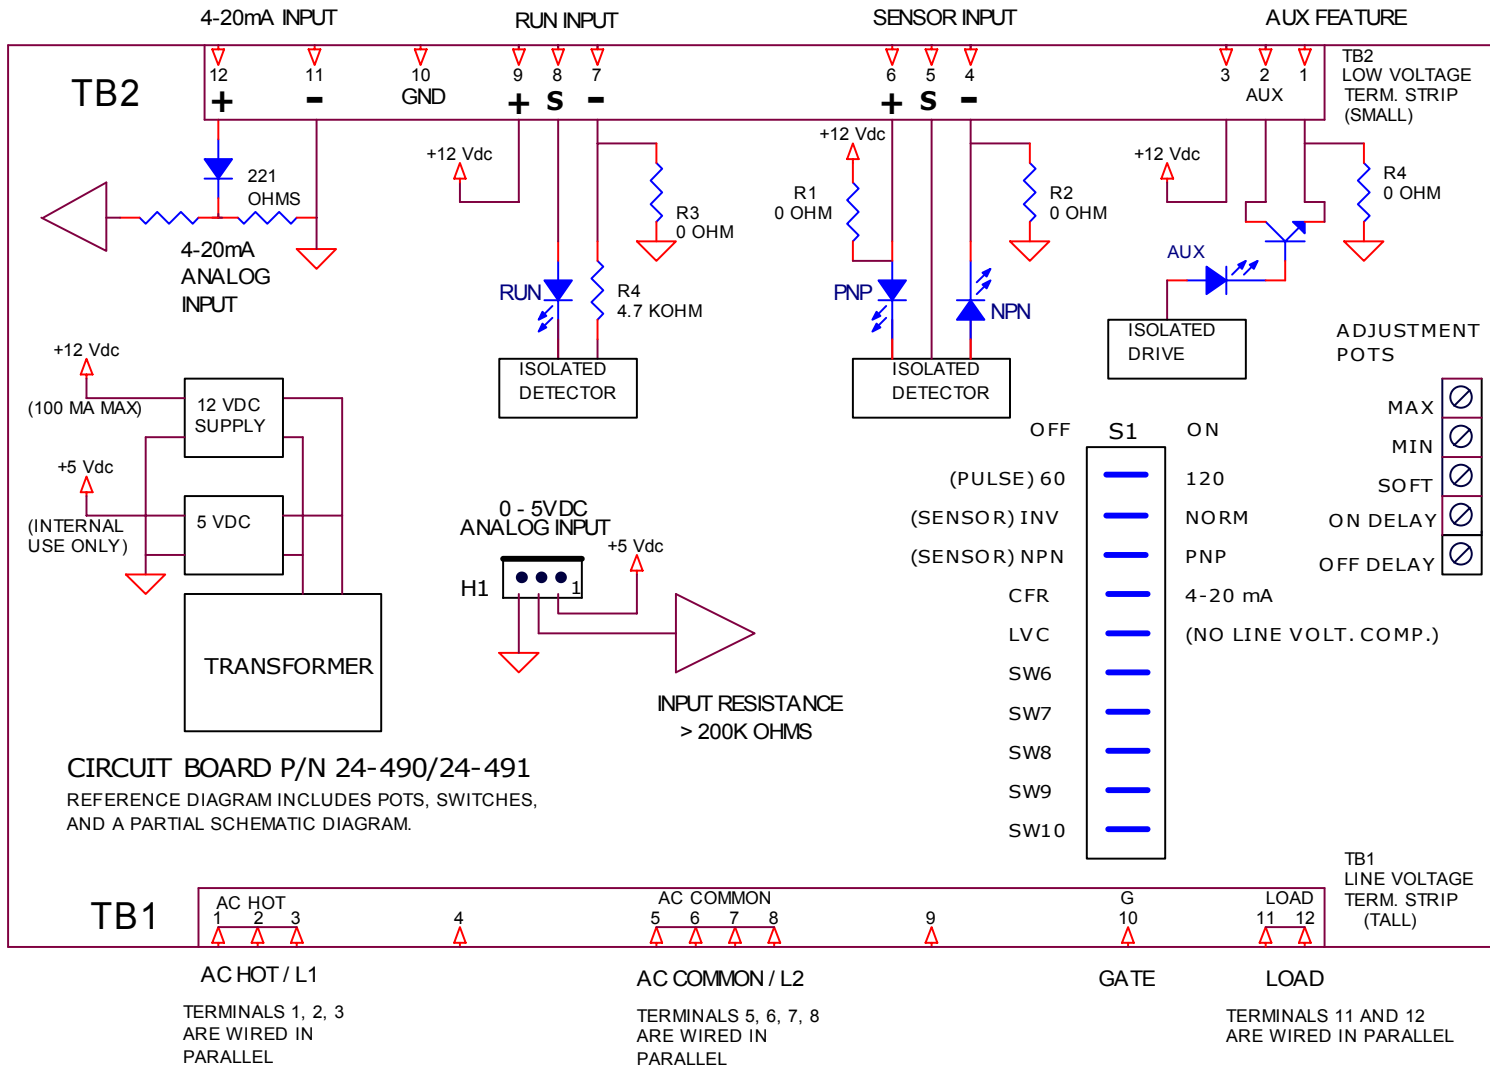 4-20mA INPUT
RUN INPUT
SENSOR INPUT
AUX FEATURE
TB2
12 11 10 9 8 7 6 5 4 3 2 1
+ - GND + S - + S - AUX
TB2
LOW VOLTAGE
TERM. STRIP
(SMALL)
221
OHMS
4-20mA
ANALOG
INPUT
+12 Vdc
R3
0 OHM
RUN
R4
4.7 KOHM
ISOLATED
DETECTOR
+12 Vdc
R1
0 OHM
R2
0 OHM
PNP
NPN
ISOLATED
DETECTOR
+12 Vdc
R4
0 OHM
AUX
ISOLATED
DRIVE
+12 Vdc
(100 MA MAX)
12 VDC
SUPPLY
+5 Vdc
(INTERNAL
USE ONLY)
5 VDC
TRANSFORMER
0 - 5VDC
ANALOG INPUT
+5 Vdc
H1
1
INPUT RESISTANCE
> 200K OHMS
OFF S1 ON
(PULSE) 60 120
(SENSOR) INV NORM
(SENSOR) NPN PNP
CFR 4-20 mA
LVC (NO LINE VOLT. COMP.)
SW6
SW7
SW8
SW9
SW10
ADJUSTMENT
POTS
MAX
MIN
SOFT
ON DELAY
OFF DELAY
CIRCUIT BOARD P/N 24-490/24-491
REFERENCE DIAGRAM INCLUDES POTS, SWITCHES,
AND A PARTIAL SCHEMATIC DIAGRAM.
TB1
LINE VOLTAGE
TERM. STRIP
(TALL)
TB1
AC HOT AC COMMON G LOAD
1 2 3 4 5 6 7 8 9 10 11 12
AC HOT / L1
TERMINALS 1, 2, 3
ARE WIRED IN
PARALLEL
AC COMMON / L2
TERMINALS 5, 6, 7, 8
ARE WIRED IN
PARALLEL
GATE
LOAD
TERMINALS 11 AND 12
ARE WIRED IN PARALLEL